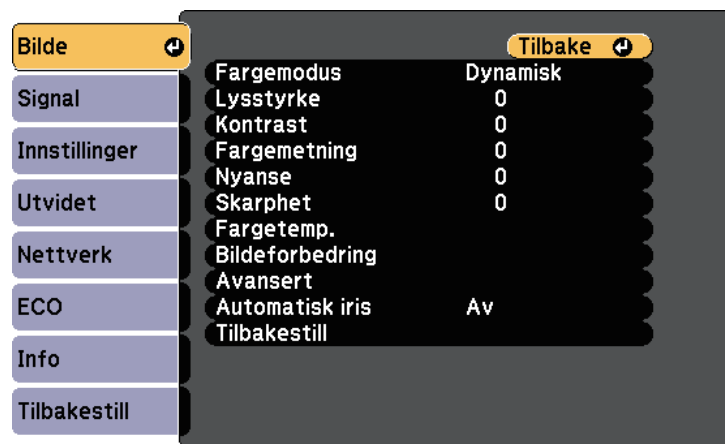 Bilde
Signal
Innstillinger
Utvidet
Nettverk
ECO
Info
Tilbakestill
Tilbake
Fargemodus Dynamisk
Lysstyrke 0
Kontrast 0
Fargemetning 0
Nyanse 0
Skarphet 0
Fargetemp.
Bildeforbedring
Avansert
Automatisk iris Av
Tilbakestill